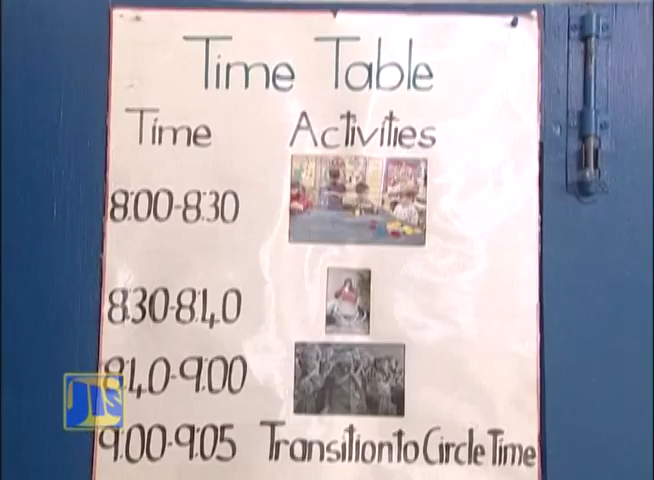 Time Table
Time Activities
8:00-8:30
8:30-8:40
8:40-9:00
9:00-9:05 Transition to Circle Time
JIS